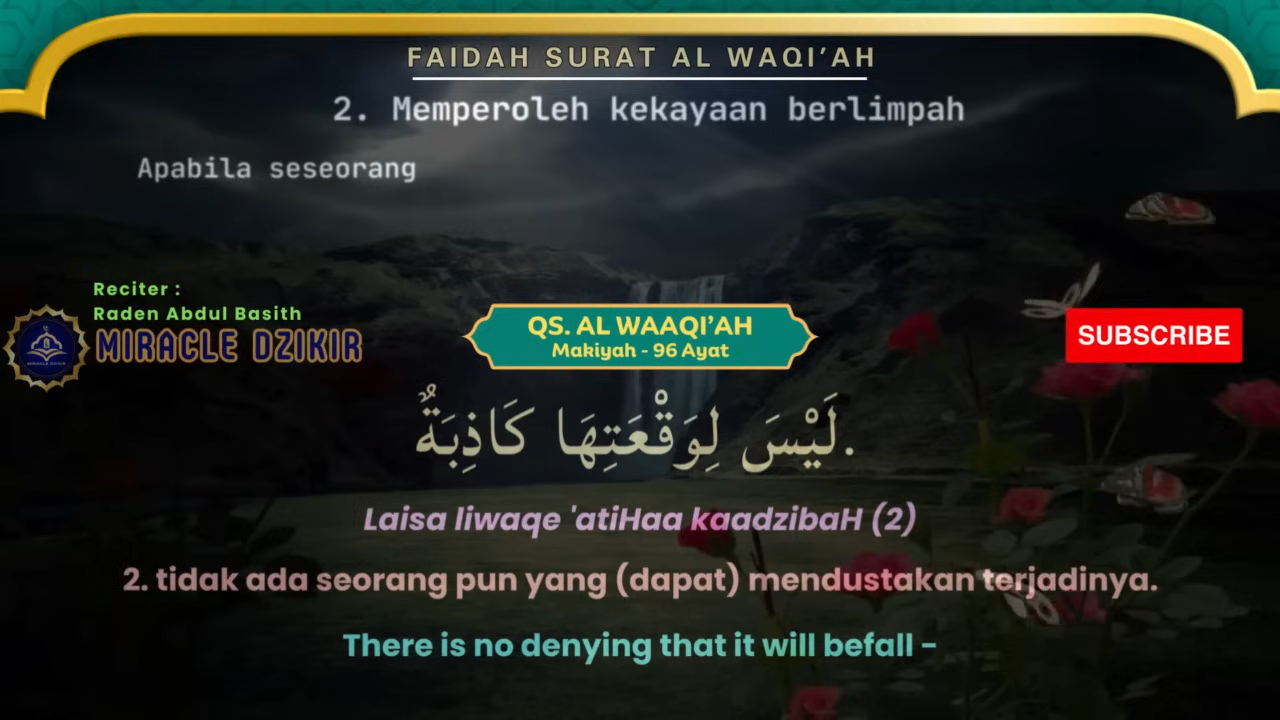 FAIDAH SURAT AL WAQI’AH
2. Memperoleh kekayaan berlimpah
Apabila seseorang
Reciter :
Raden Abdul Basith
MIRACLE DZIKIR
QS. AL WAAQI’AH
Makiyah - 96 Ayat
SUBSCRIBE
لَيْسَ لِوَقْعَتِهَا كَاذِبَةٌ.
Laisa liwaqe 'atiHaa kaadzibaH (2)
2. tidak ada seorang pun yang (dapat) mendustakan terjadinya.
There is no denying that it will befall –